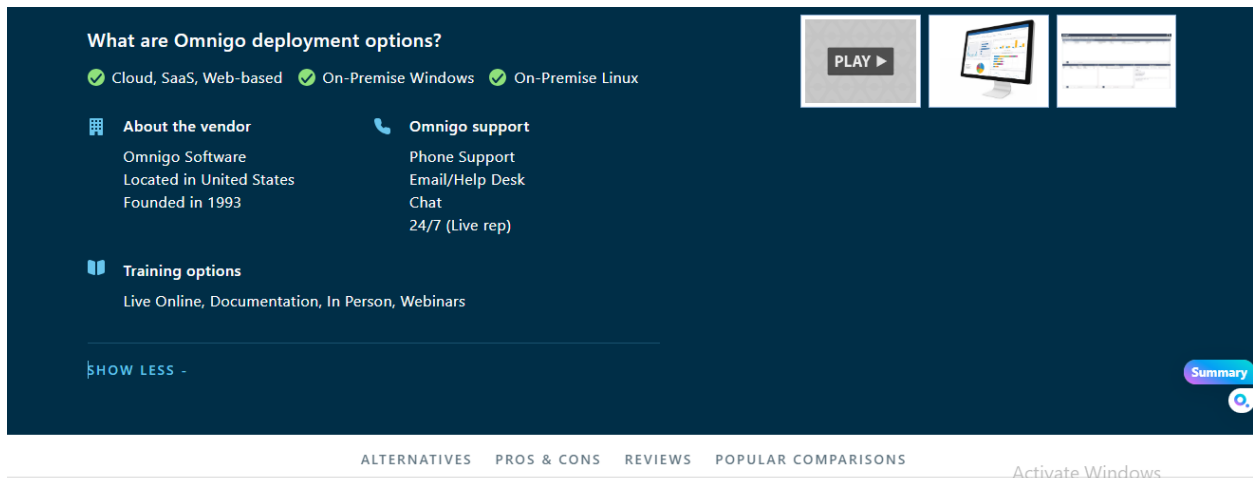 What are Omnigo deployment options?
Cloud, SaaS, Web-based On-Premise Windows On-Premise Linux
PLAY
About the vendor
Omnigo Software
Located in United States
Founded in 1993
Omnigo support
Phone Support
Email/Help Desk
Chat
24/7 (Live rep)
Training options
Live Online, Documentation, In Person, Webinars
SHOW LESS -
Summary
ALTERNATIVES PROS & CONS REVIEWS POPULAR COMPARISONS
Activate Windows